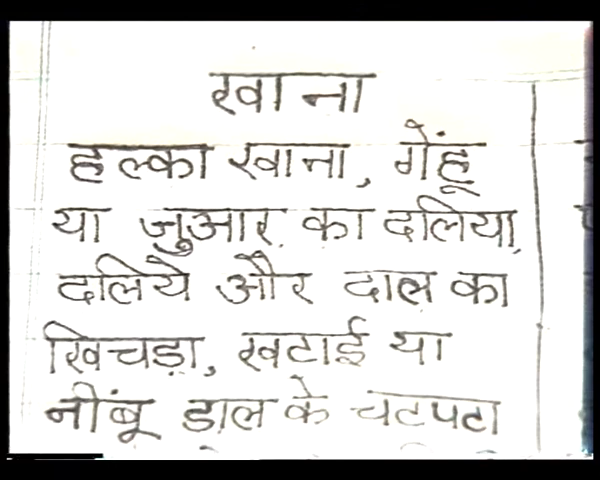 खाना
हल्का खाना, गेंहू
या जुआर का दलिया,
दलिये और दाल का
खिचड़ा, खटाई या
नींबू डाल के चटपटा